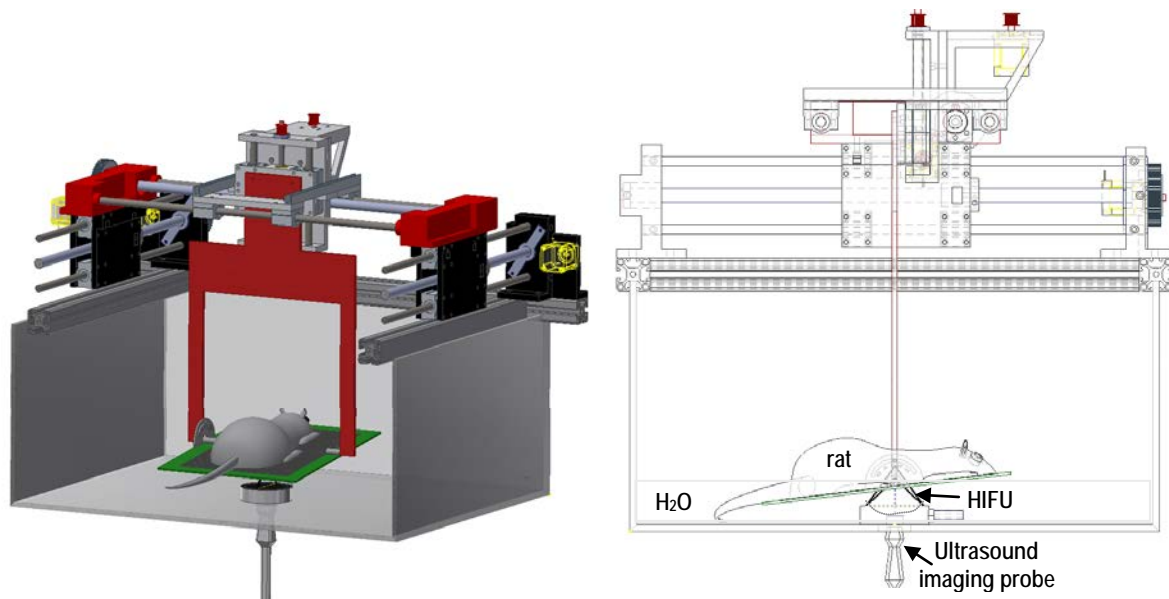 rat
H₂O
HIFU
Ultrasound
imaging probe